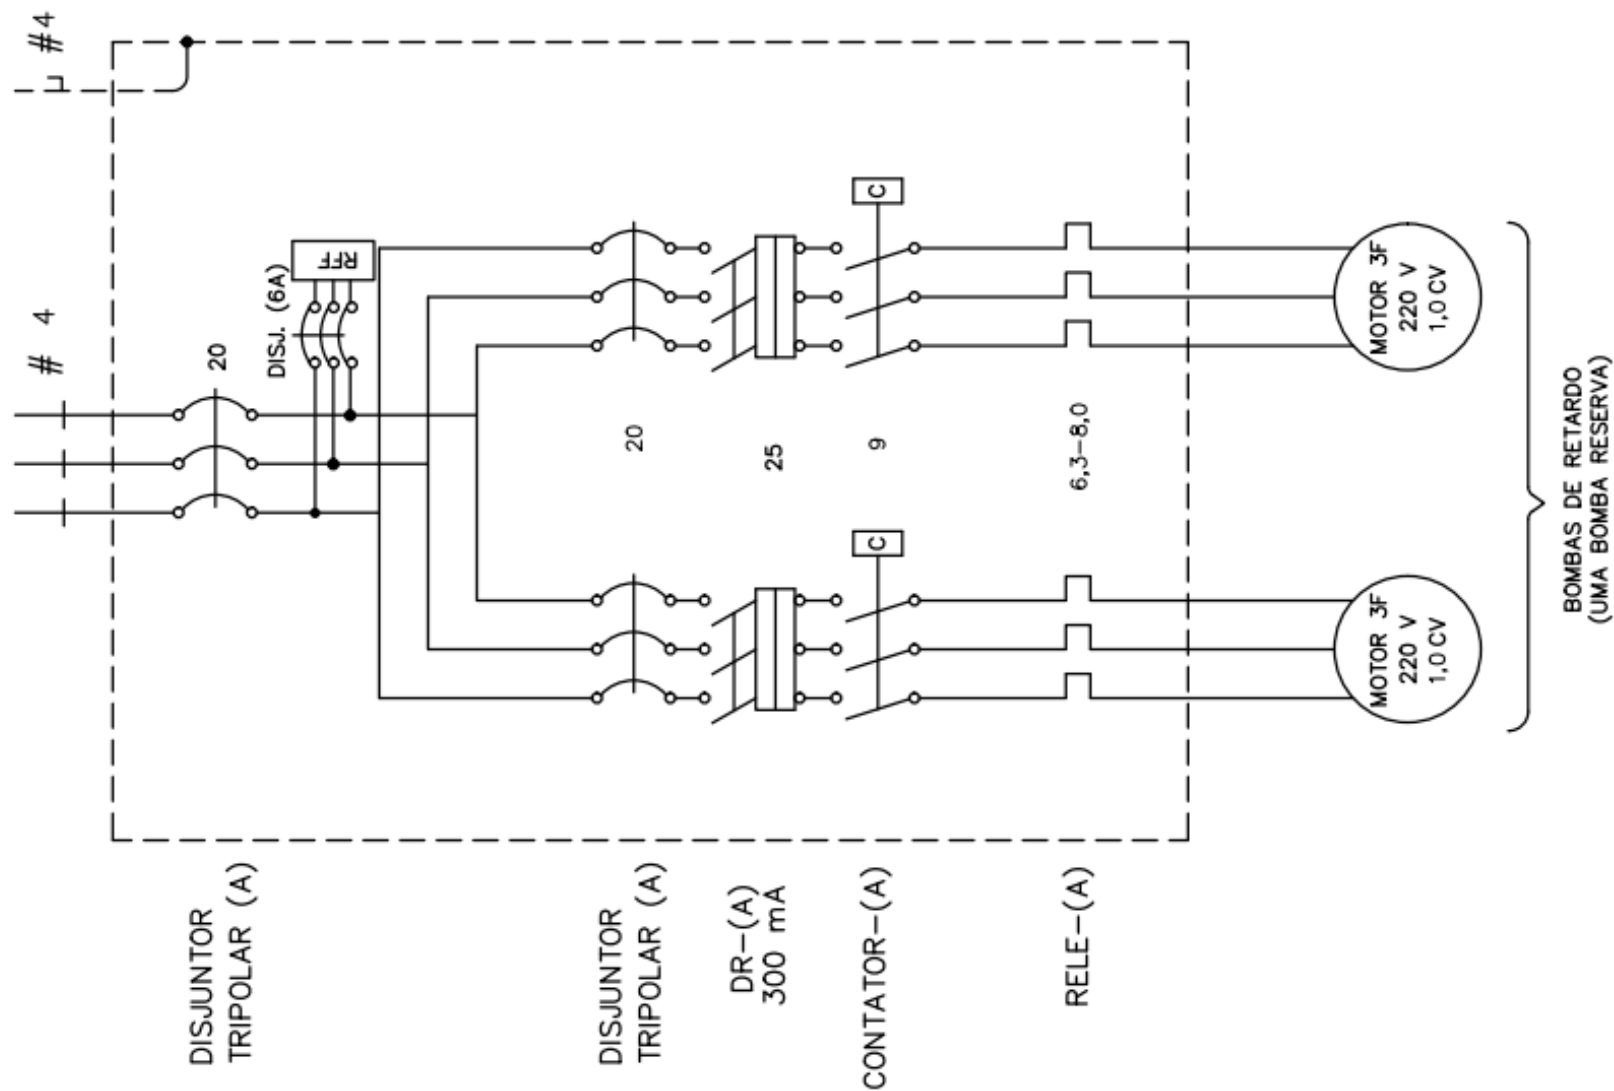 # 4
#4
20
DISJ. (6A)
RFF
DISJUNTOR
TRIPOLAR (A)
20
DISJUNTOR
TRIPOLAR (A)
25
DR-(A)
300 mA
C
C
9
CONTATOR-(A)
6,3-8,0
RELE-(A)
MOTOR 3F
220 V
1,0 CV
MOTOR 3F
220 V
1,0 CV
BOMBAS DE RETARDO
(UMA BOMBA RESERVA)